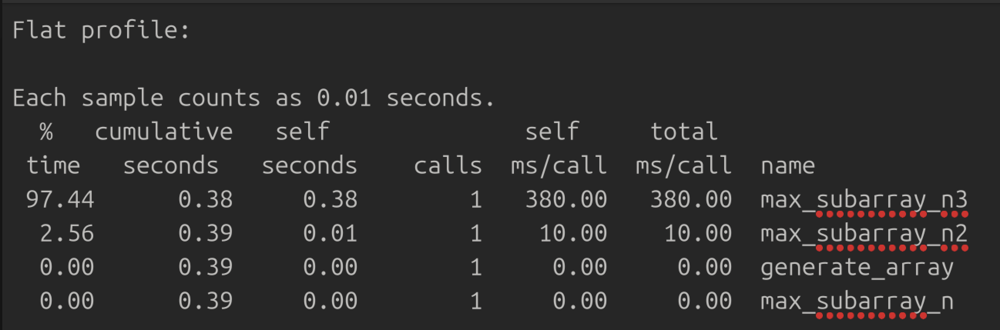 Flat profile:
Each sample counts as 0.01 seconds.
  %   cumulative   self              self     total
 time   seconds   seconds    calls  ms/call  ms/call  name
 97.44      0.38     0.38        1   380.00   380.00  max_subarray_n3
  2.56      0.39     0.01        1    10.00    10.00  max_subarray_n2
  0.00      0.39     0.00        1     0.00     0.00  generate_array
  0.00      0.39     0.00        1     0.00     0.00  max_subarray_n